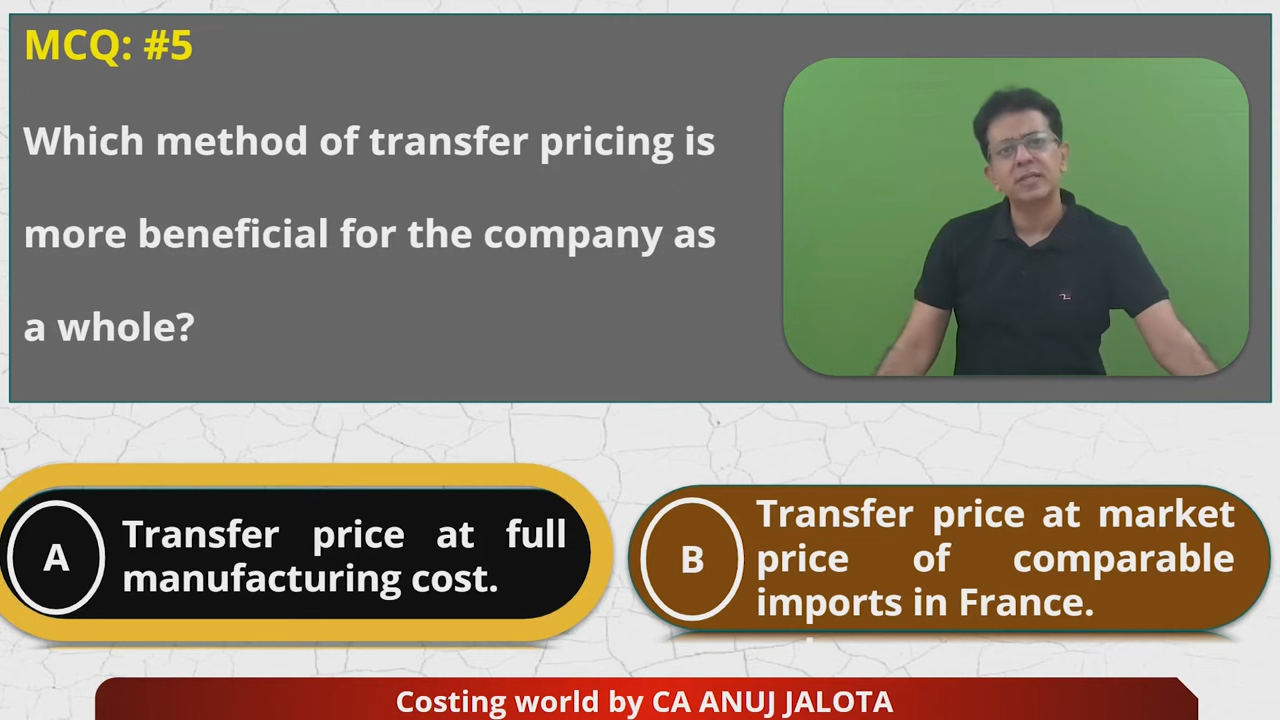 MCQ: #5
Which method of transfer pricing is
more beneficial for the company as
a whole?
A
Transfer price at full
manufacturing cost.
B
Transfer price at market
price of comparable
imports in France.
Costing world by CA ANUJ JALOTA